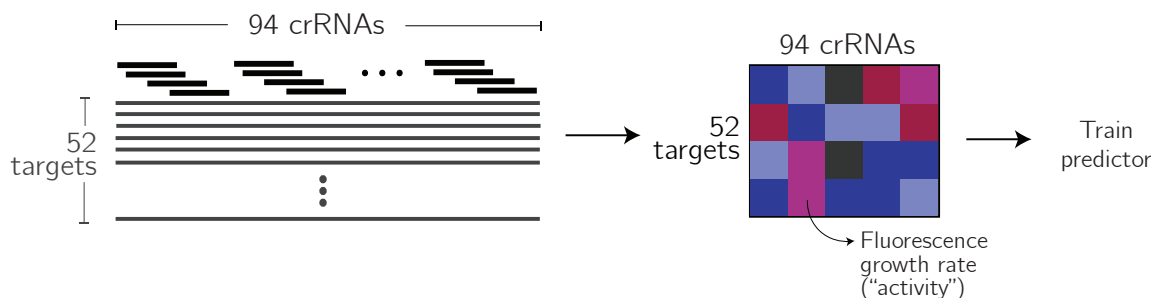 94 crRNAs
52
targets
94 crRNAs
52
targets
Fluorescence
growth rate
(“activity”)
Train
predictor